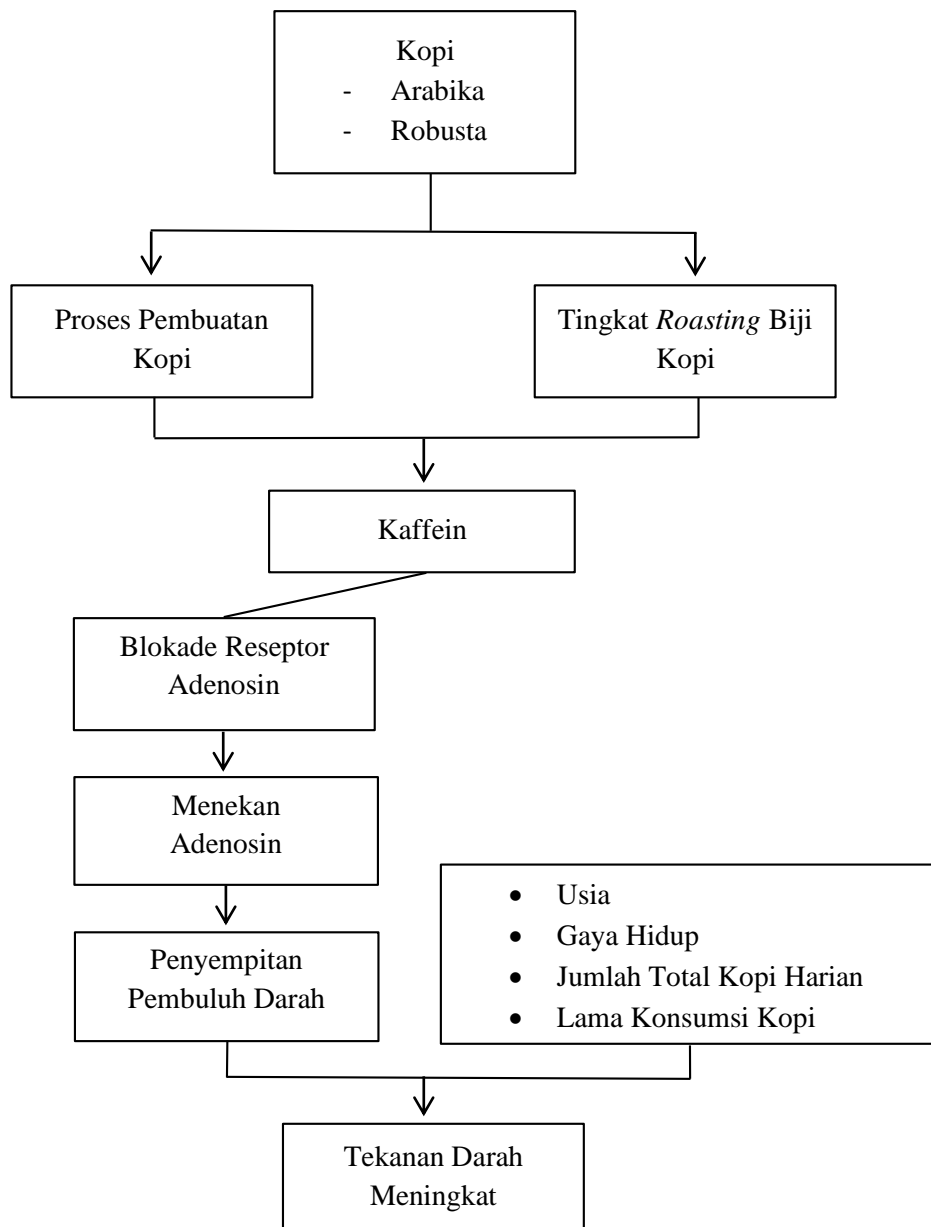 Kopi
- Arabika
- Robusta
Proses Pembuatan
Kopi
Tingkat Roasting Biji
Kopi
Kaffein
Blokade Reseptor
Adenosin
Menekan
Adenosin
Penyempitan
Pembuluh Darah
• Usia
• Gaya Hidup
• Jumlah Total Kopi Harian
• Lama Konsumsi Kopi
Tekanan Darah
Meningkat